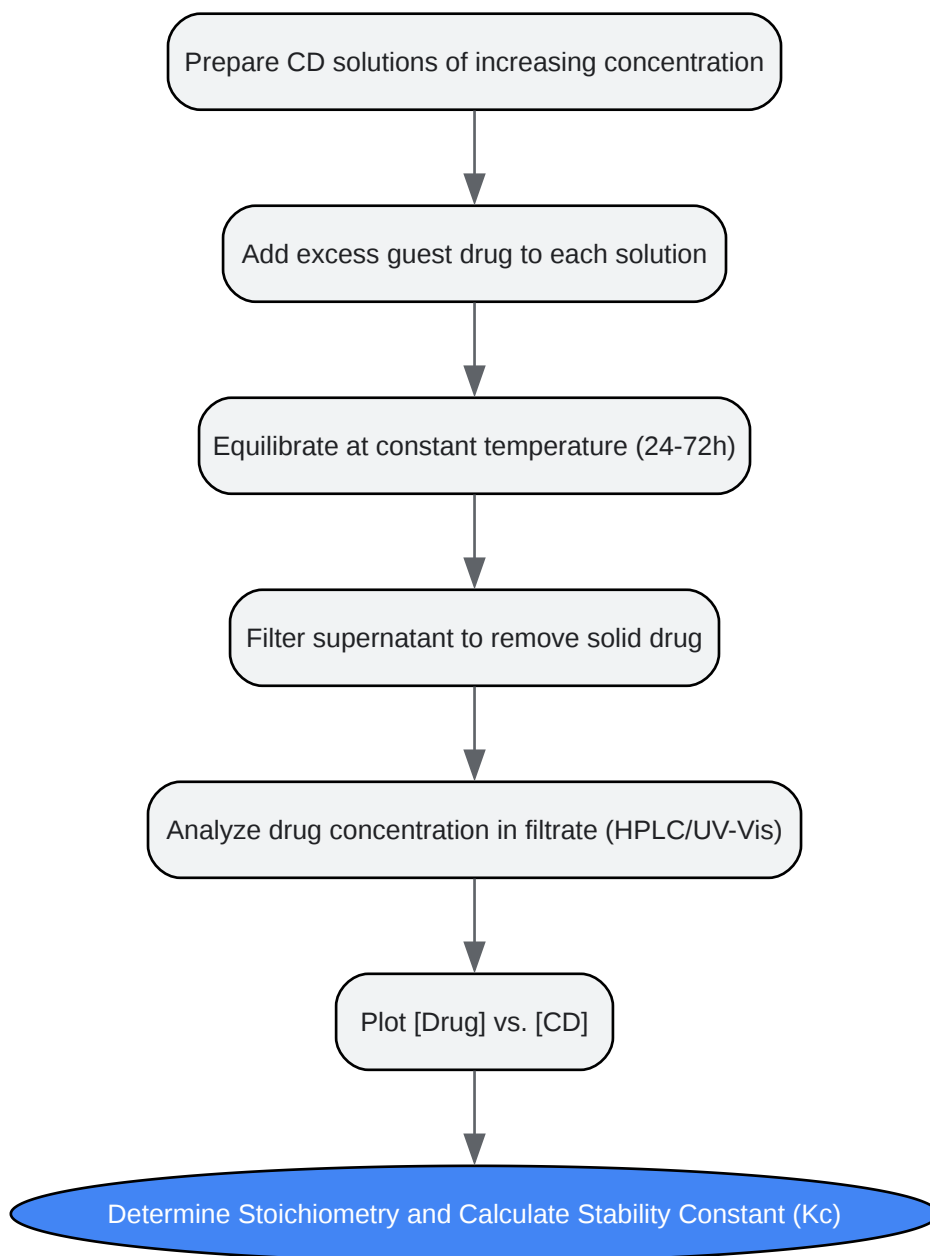 Prepare CD solutions of increasing concentration
Add excess guest drug to each solution
Equilibrate at constant temperature (24-72h)
Filter supernatant to remove solid drug
Analyze drug concentration in filtrate (HPLC/UV-Vis)
Plot [Drug] vs. [CD]
Determine Stoichiometry and Calculate Stability Constant (Kc)